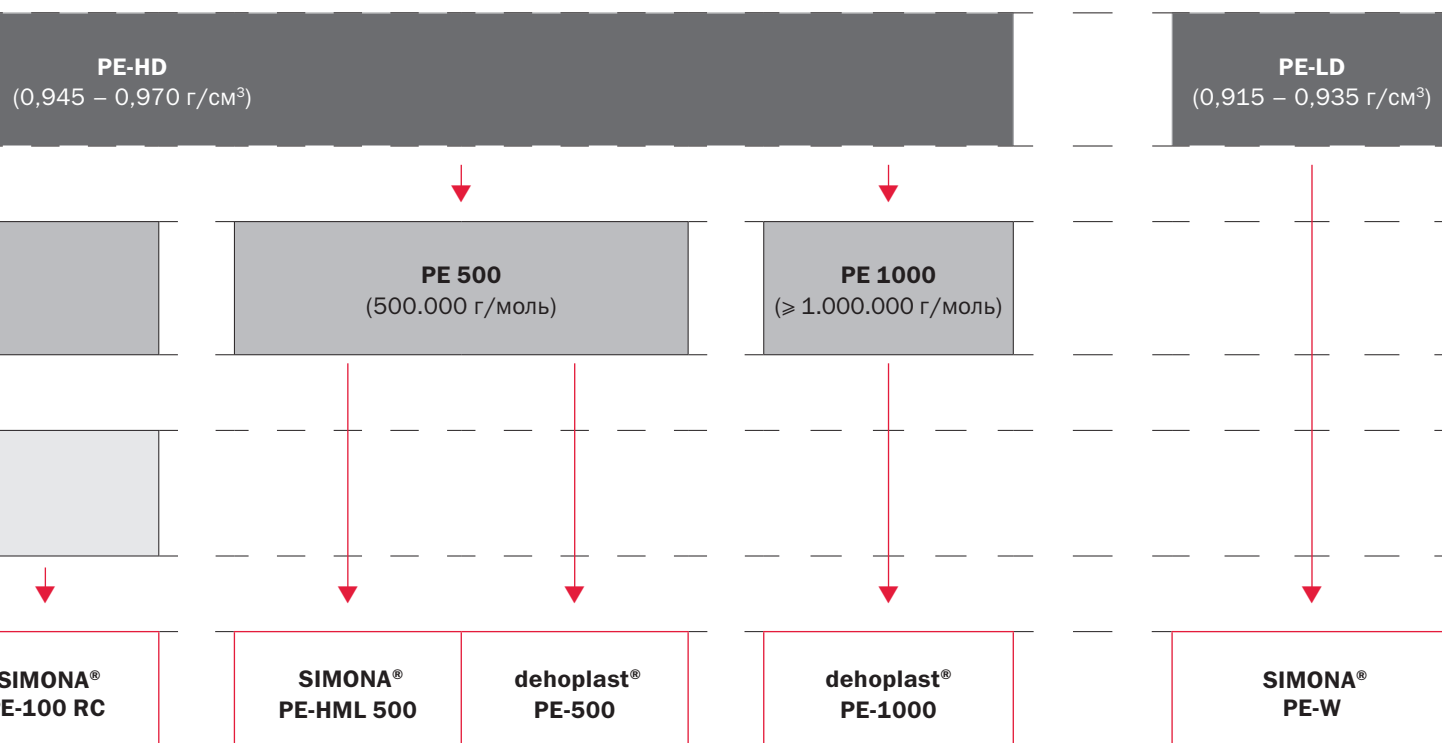 PE-HD
(0,945 – 0,970 г/см³)
PE-LD
(0,915 – 0,935 г/см³)
PE 500
(500.000 г/моль)
PE 1000
(⩾ 1.000.000 г/моль)
SIMONA®
PE-100 RC
SIMONA®
PE-HML 500
dehoplast®
PE-500
dehoplast®
PE-1000
SIMONA®
PE-W